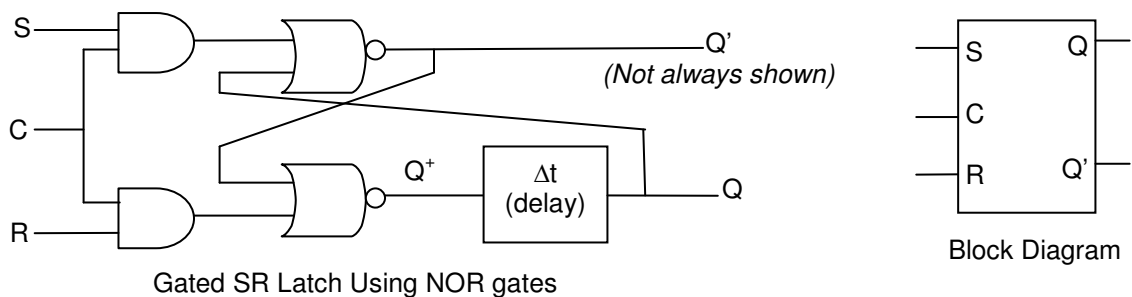 S
Q’
(Not always shown)
C
Q⁺
Δt
(delay)
Q
R
Gated SR Latch Using NOR gates
S
Q
C
R
Q’
Block Diagram